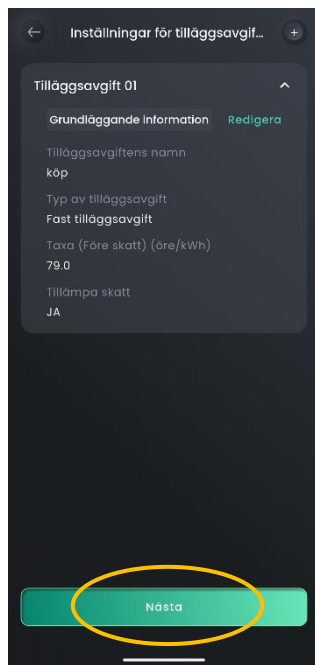 Inställningar för tilläggsavgif...
Tilläggsavgift 01
Grundläggande information Redigera
Tilläggsavgiftens namn
köp
Typ av tilläggsavgift
Fast tilläggsavgift
Taxa (Före skatt) (öre/kWh)
79.0
Tillämpa skatt
JA
Nästa